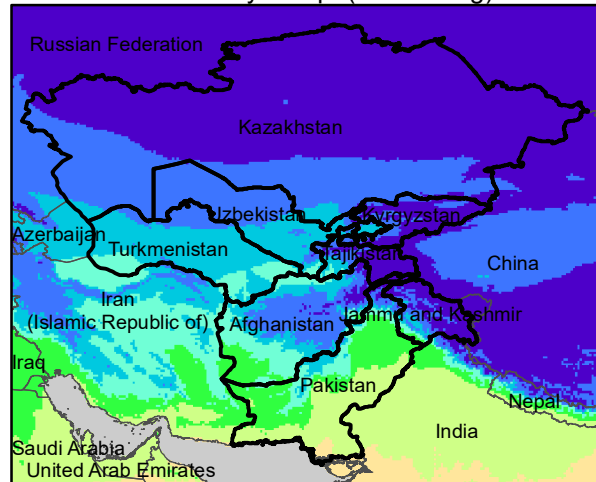 Russian Federation
Kazakhstan
Izbekistan
Kyrgyzstan
Azerbaijan
Turkmenistan
Tajikistan
China
Iran
(Islamic Republic of)
Afghanistan
Jammu and Kashmir
Iraq
Pakistan
Nepal
India
Saudi Arabia
United Arab Emirates